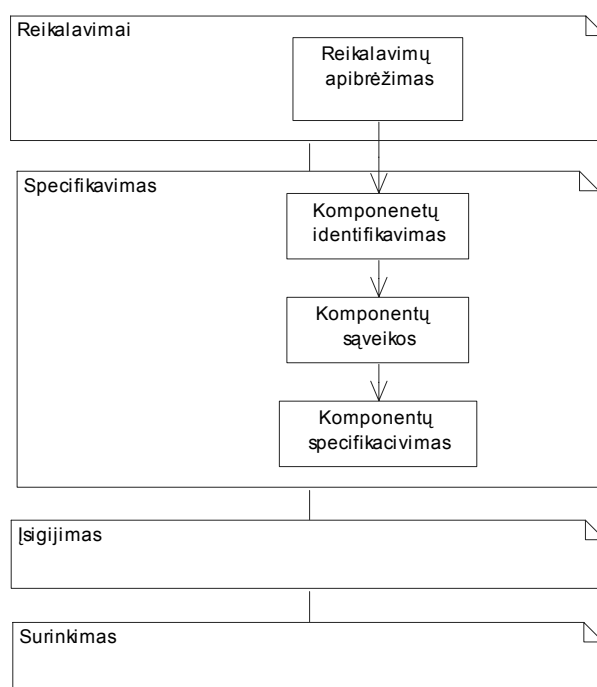 Reikalavimai
Reikalavimų
apibrėžimas
Specifikavimas
Komponenetų
identifikavimas
Komponentų
sąveikos
Komponentų
specifikacivimas
Įsigijimas
Surinkimas